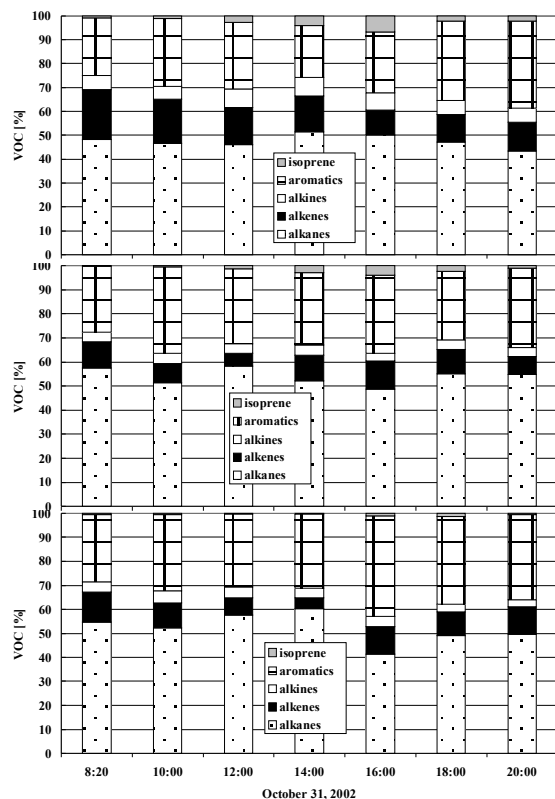 100
90
80
70
60
50
40
30
20
10
0
VOC [%]
isoprene
aromatics
alkines
alkenes
alkanes
100
90
80
70
60
50
40
30
20
10
0
VOC [%]
isoprene
aromatics
alkines
alkenes
alkanes
100
90
80
70
60
50
40
30
20
10
0
VOC [%]
isoprene
aromatics
alkines
alkenes
alkanes
8:20 10:00 12:00 14:00 16:00 18:00 20:00
October 31, 2002